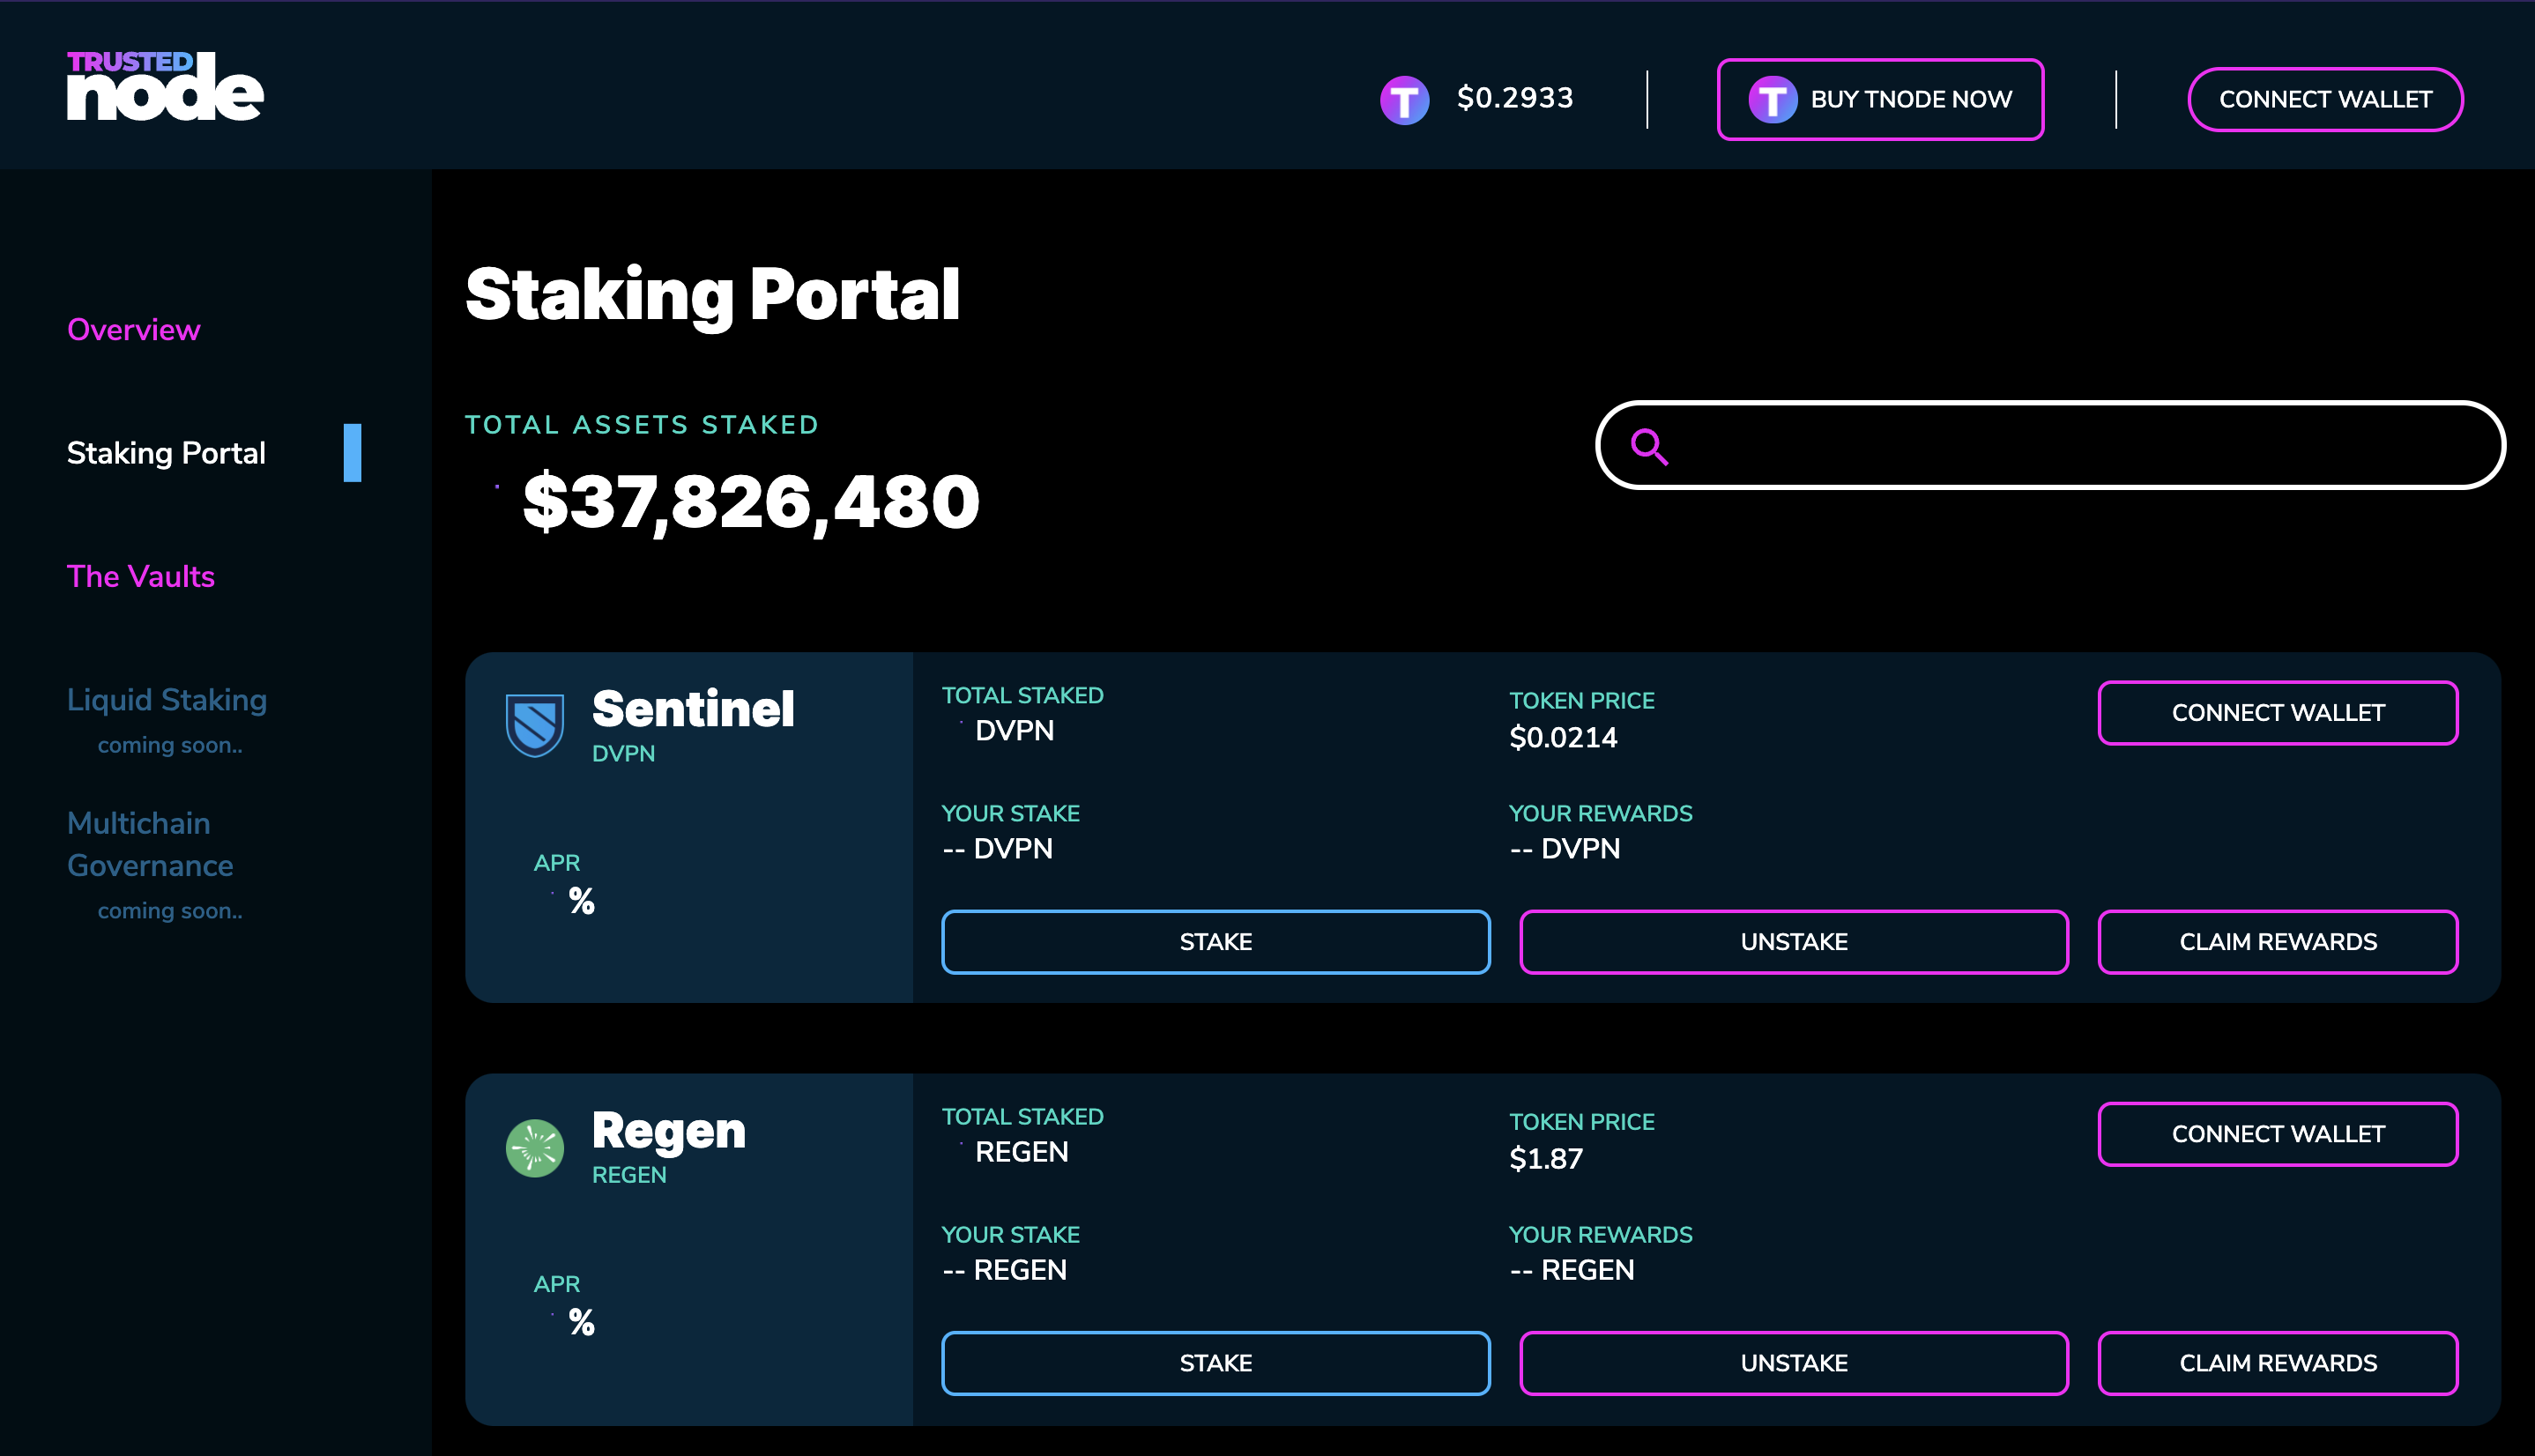 TRUSTED
node
$0.2933
BUY TNODE NOW
CONNECT WALLET
Overview
Staking Portal
The Vaults
Liquid Staking
coming soon..
Multichain
Governance
coming soon..
Staking Portal
TOTAL ASSETS STAKED
$37,826,480
Sentinel
DVPN
APR
%
TOTAL STAKED
DVPN
TOKEN PRICE
$0.0214
CONNECT WALLET
YOUR STAKE
-- DVPN
YOUR REWARDS
-- DVPN
STAKE
UNSTAKE
CLAIM REWARDS
Regen
REGEN
APR
%
TOTAL STAKED
REGEN
TOKEN PRICE
$1.87
CONNECT WALLET
YOUR STAKE
-- REGEN
YOUR REWARDS
-- REGEN
STAKE
UNSTAKE
CLAIM REWARDS